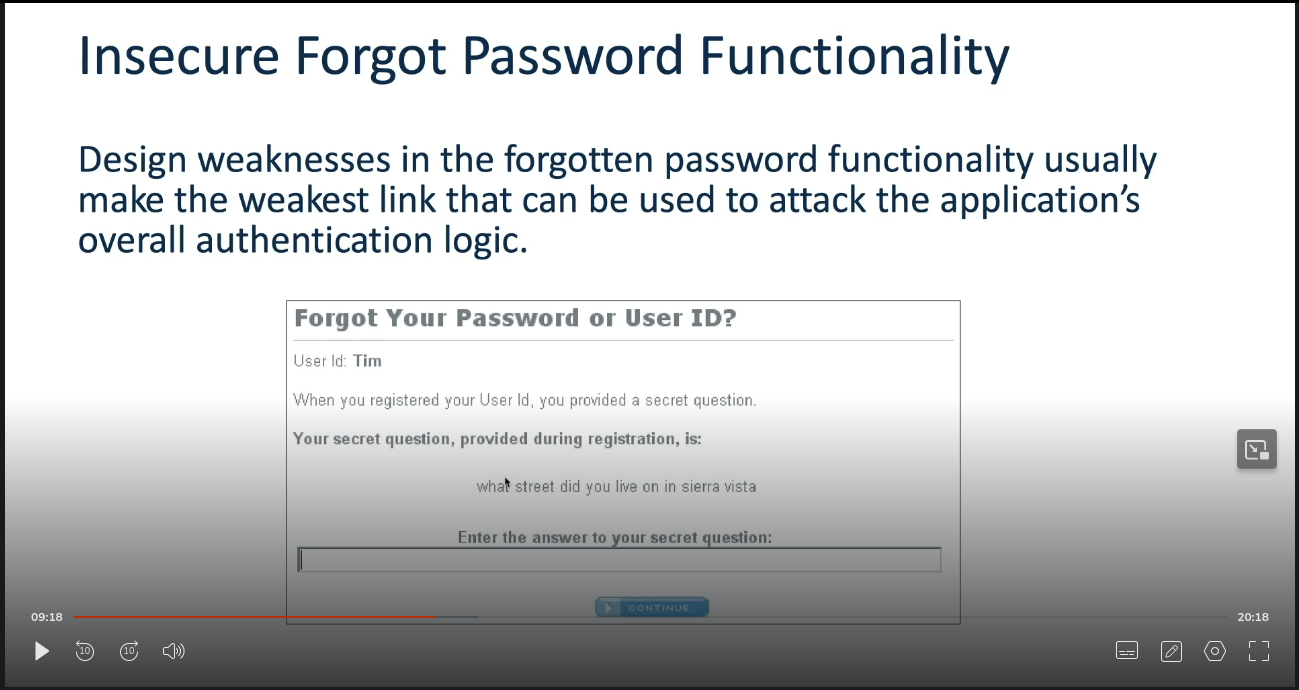 Insecure Forgot Password Functionality
Design weaknesses in the forgotten password functionality usually
make the weakest link that can be used to attack the application's
overall authentication logic.
Forgot Your Password or User ID?
User Id: Tim
When you registered your User Id, you provided a secret question.
Your secret question, provided during registration, is:
what street did you live on in sierra vista
Enter the answer to your secret question:
CONTINUE
09:18
20:18
10
10